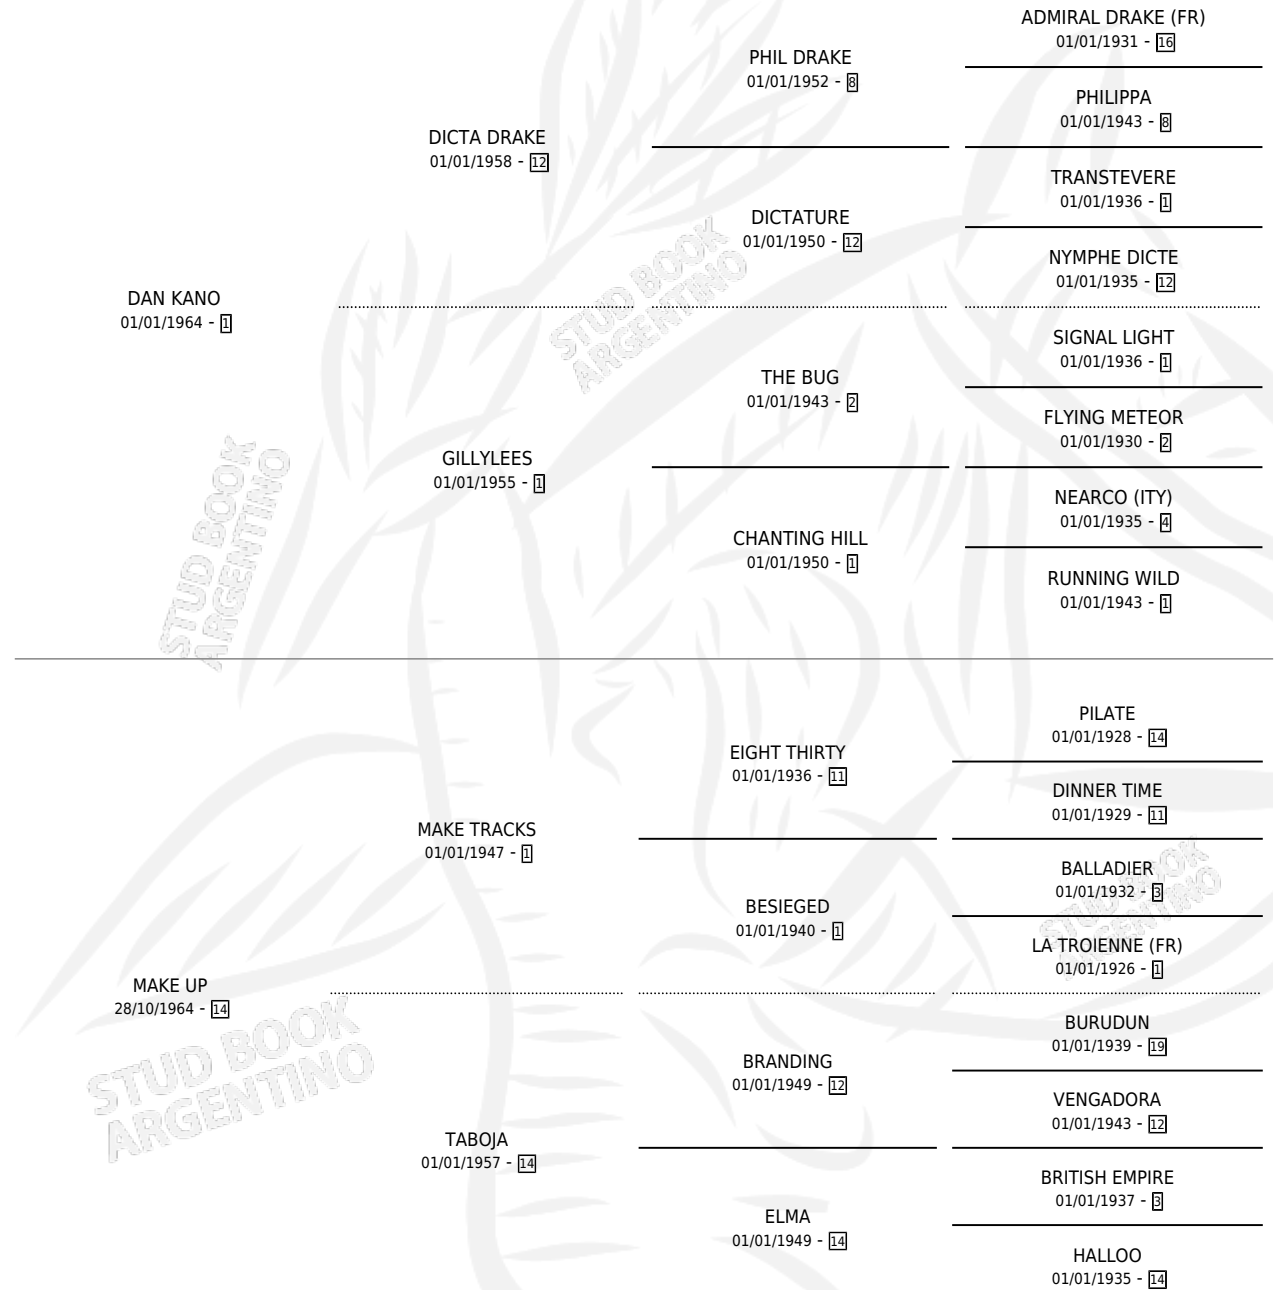 ADMIRAL DRAKE (FR)
01/01/1931 - 16
PHIL DRAKE
01/01/1952 - 8
PHILIPPA
01/01/1943 - 8
DICTA DRAKE
01/01/1958 - 12
TRANSTEVERE
01/01/1936 - 1
DICTATURE
01/01/1950 - 12
NYMPHE DICTE
01/01/1935 - 12
DAN KANO
01/01/1964 - 1
SIGNAL LIGHT
01/01/1936 - 1
THE BUG
01/01/1943 - 2
FLYING METEOR
01/01/1930 - 2
GILLYLEES
01/01/1955 - 1
NEARCO (ITY)
01/01/1935 - 4
CHANTING HILL
01/01/1950 - 1
RUNNING WILD
01/01/1943 - 1
PILATE
01/01/1928 - 14
EIGHT THIRTY
01/01/1936 - 11
DINNER TIME
01/01/1929 - 11
MAKE TRACKS
01/01/1947 - 1
BALLADIER
01/01/1932 - 3
BESIEGED
01/01/1940 - 1
LA TROIENNE (FR)
01/01/1926 - 1
MAKE UP
28/10/1964 - 14
BURUDUN
01/01/1939 - 19
BRANDING
01/01/1949 - 12
VENGADORA
01/01/1943 - 12
TABOJA
01/01/1957 - 14
BRITISH EMPIRE
01/01/1937 - 3
ELMA
01/01/1949 - 14
HALLOO
01/01/1935 - 14
STUD BOOK
ARGENTINO
STUD BOOK
ARGENTINO
STUD BOOK
ARGENTINO
STUD BOOK
ARGENTINO